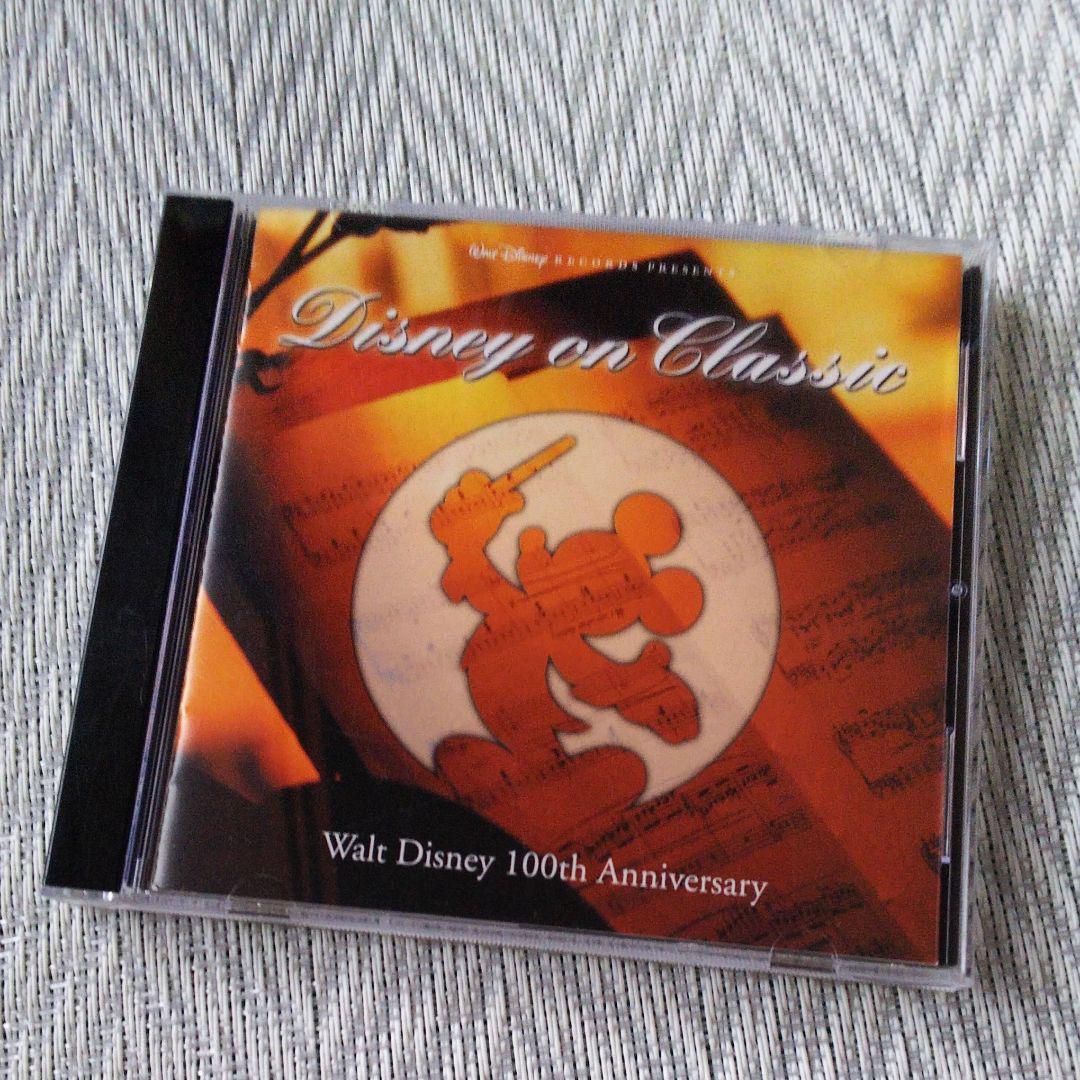 Walt Disney RECORDS PRESENTS
Disney on Classic
Walt Disney 100th Anniversary